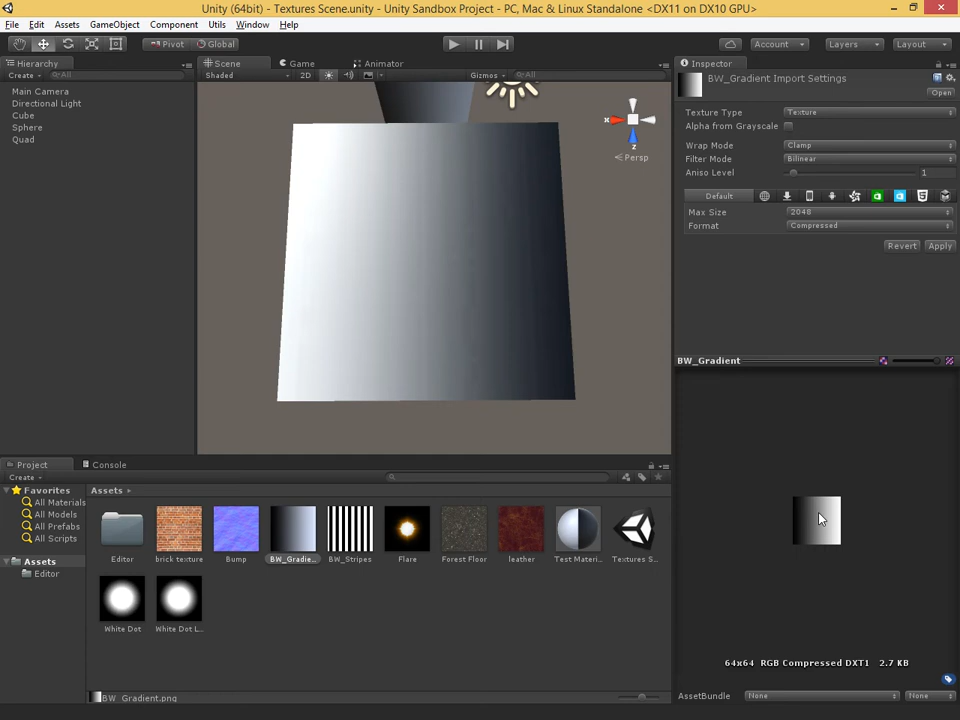 Unity (64bit) - Textures Scene.unity - Unity Sandbox Project - PC, Mac & Linux Standalone <DX11 on DX10 GPU>
File Edit Assets GameObject Component Utils Window Help
Pivot Global Account Layers Layout
Hierarchy
Create All
Main Camera
Directional Light
Cube
Sphere
Quad
Scene Game Animator
Shaded 2D Gizmos All
x
z
Persp
Inspector
BW_Gradient Import Settings
Open
Texture Type Texture
Alpha from Grayscale
Wrap Mode Clamp
Filter Mode Bilinear
Aniso Level 1
Default
Max Size 2048
Format Compressed
Revert Apply
BW_Gradient
64x64 RGB Compressed DXT1 2.7 KB
AssetBundle None None
Project Console
Create
Favorites
All Materials
All Models
All Prefabs
All Scripts
Assets
Editor
Assets
Editor brick texture Bump BW_Gradie... BW_Stripes Flare Forest Floor leather Test Materi... Textures S...
White Dot White Dot L...
BW_Gradient.png